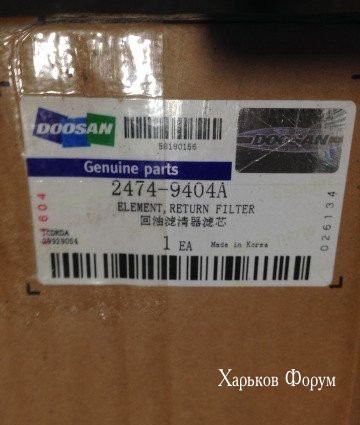 DOOSAN
58190156
DOOSAN
Genuine parts
2474-9404A
ELEMENT, RETURN FILTER
回油滤清器滤芯
1 EA
Made in Korea
026134
Харьков Форум